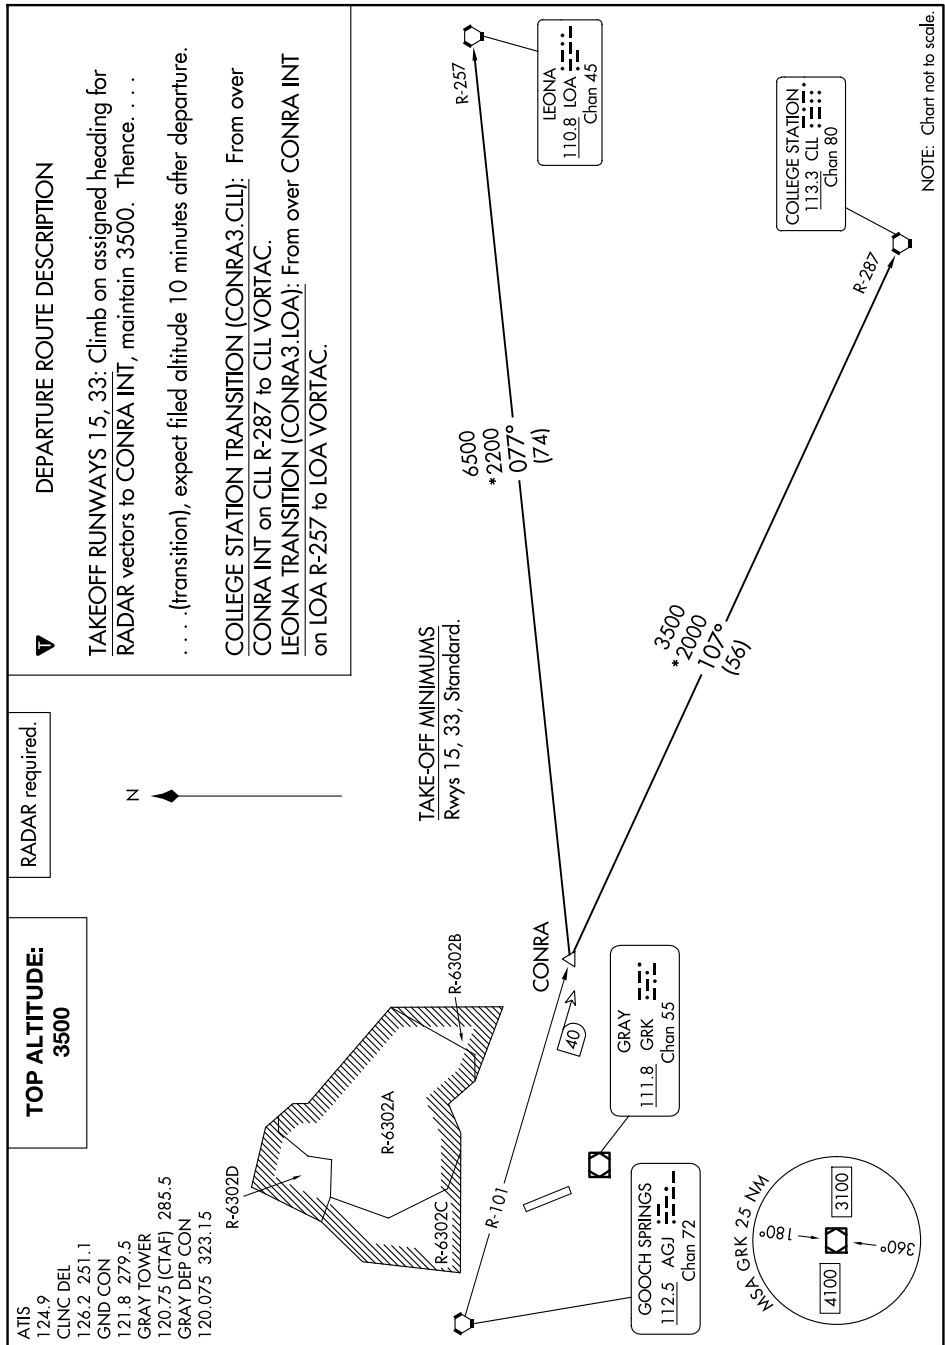 ATIS
124.9
CLNC DEL
126.2 251.1
GND CON
121.8 279.5
GRAY TOWER
120.75 (CTAF) 285.5
GRAY DEP CON
120.075 323.15
TOP ALTITUDE:
3500
RADAR required.
T
DEPARTURE ROUTE DESCRIPTION
TAKEOFF RUNWAYS 15, 33: Climb on assigned heading for
RADAR vectors to CONRA INT, maintain 3500. Thence. . . .
. . . .(transition), expect filed altitude 10 minutes after departure.
COLLEGE STATION TRANSITION (CONRA3.CLL): From over
CONRA INT on CLL R-287 to CLL VORTAC.
LEONA TRANSITION (CONRA3.LOA): From over CONRA INT
on LOA R-257 to LOA VORTAC.
N
TAKE-OFF MINIMUMS
Rwys 15, 33, Standard.
R-6302D
R-6302A
R-6302C
R-6302B
R-101
CONRA
40
GRAY
111.8 GRK
Chan 55
GOOCH SPRINGS
112.5 AGJ
Chan 72
6500
*2200
077°
(74)
R-257
LEONA
110.8 LOA
Chan 45
3500
*2000
107°
(56)
R-287
COLLEGE STATION
113.3 CLL
Chan 80
MSA GRK 25 NM
180°
360°
4100
3100
NOTE: Chart not to scale.